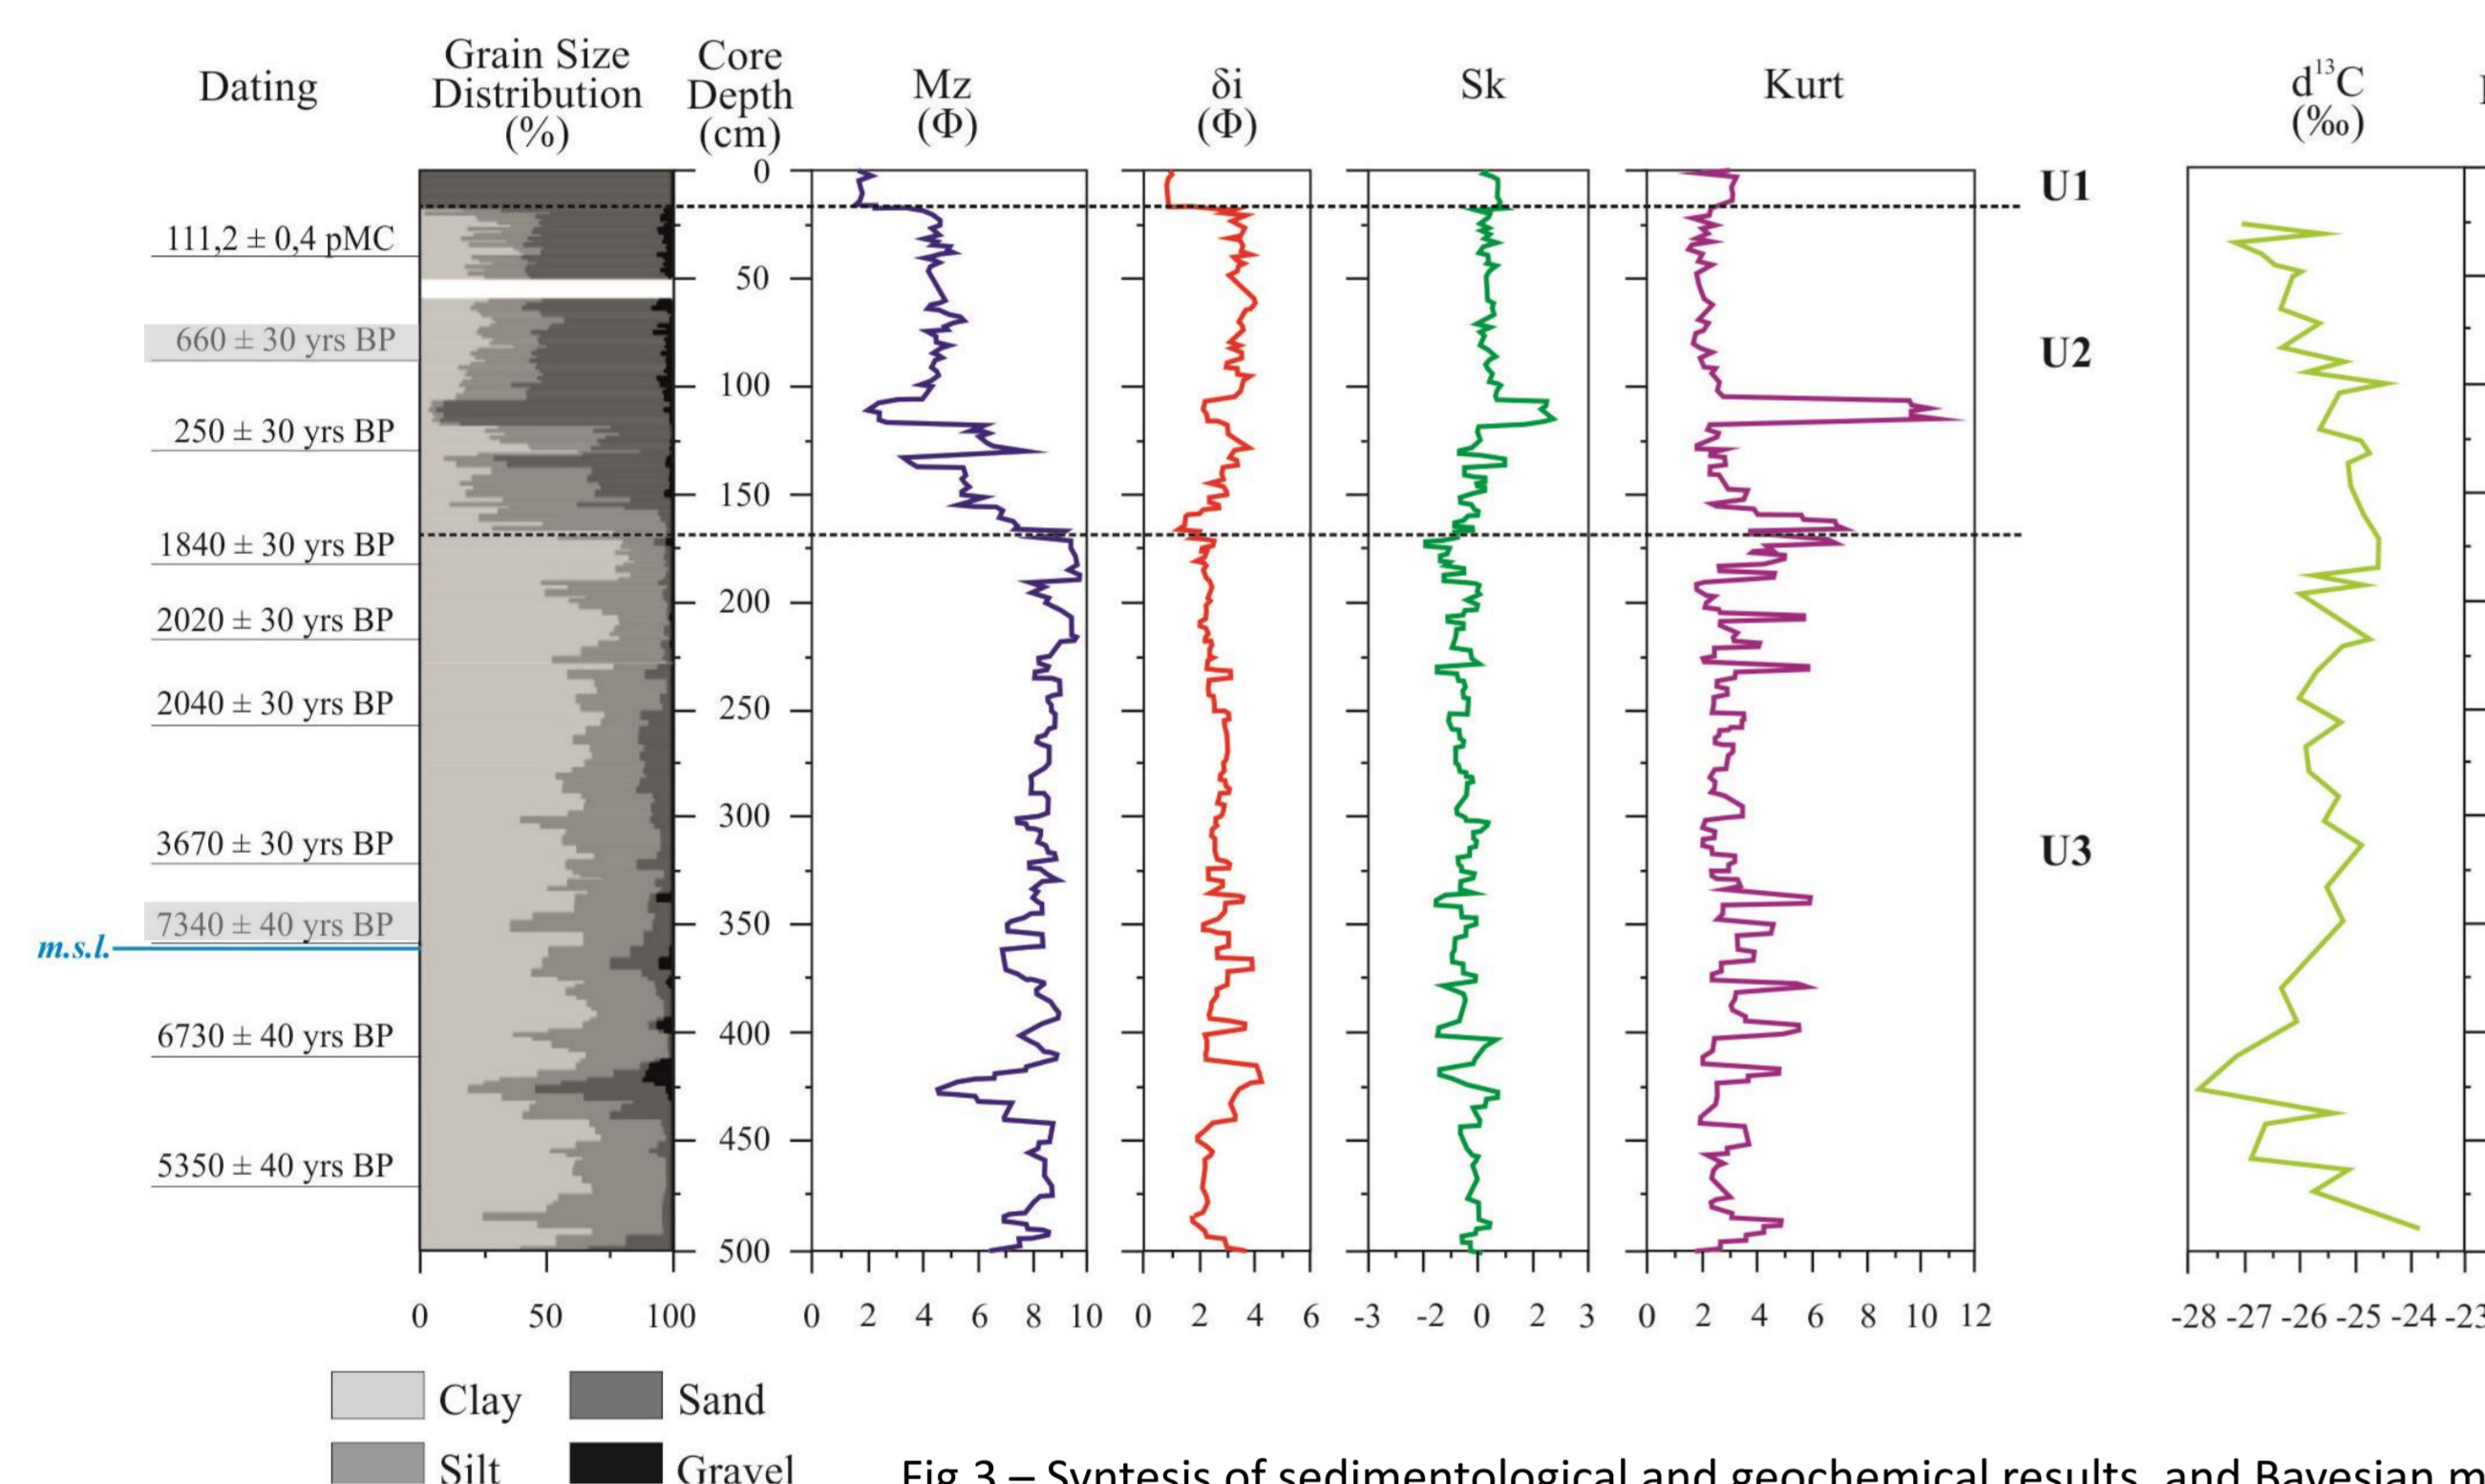 Dating
Grain Size
Distribution
(%)
Core
Depth
(cm)
Mz
(Φ)
δi
(Φ)
Sk
Kurt
d¹³C
(‰)
111,2 ± 0,4 pMC
660 ± 30 yrs BP
250 ± 30 yrs BP
1840 ± 30 yrs BP
2020 ± 30 yrs BP
2040 ± 30 yrs BP
3670 ± 30 yrs BP
7340 ± 40 yrs BP
m.s.l.
6730 ± 40 yrs BP
5350 ± 40 yrs BP
0
50
100
150
200
250
300
350
400
450
500
U1
U2
U3
0 50 100
0 2 4 6 8 10
0 2 4 6
-3 -2 0 2 3
0 2 4 6 8 10 12
-28 -27 -26 -25 -24 -23
Clay
Sand
Silt
Gravel
Fig 3 – Syntesis of sedimentological and geochemical results, and Bayesian m